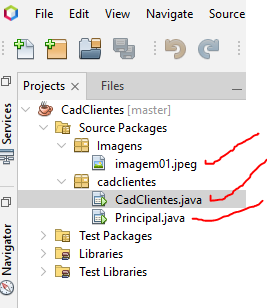 File Edit View Navigate Source
Projects Files
CadClientes [master]
Source Packages
Imagens
imagem01.jpeg
cadclientes
CadClientes.java
Principal.java
Test Packages
Libraries
Test Libraries
Services
Navigator